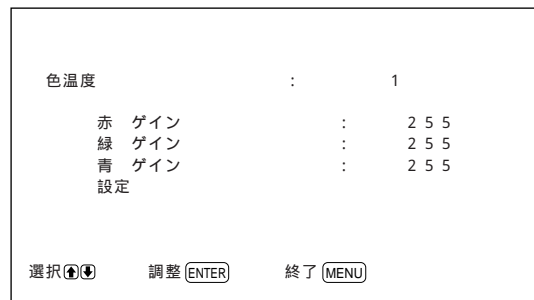 色温度 : 1
赤 ゲイン : 255
緑 ゲイン : 255
青 ゲイン : 255
設定
選択⬆⬇ 調整 ENTER 終了 MENU